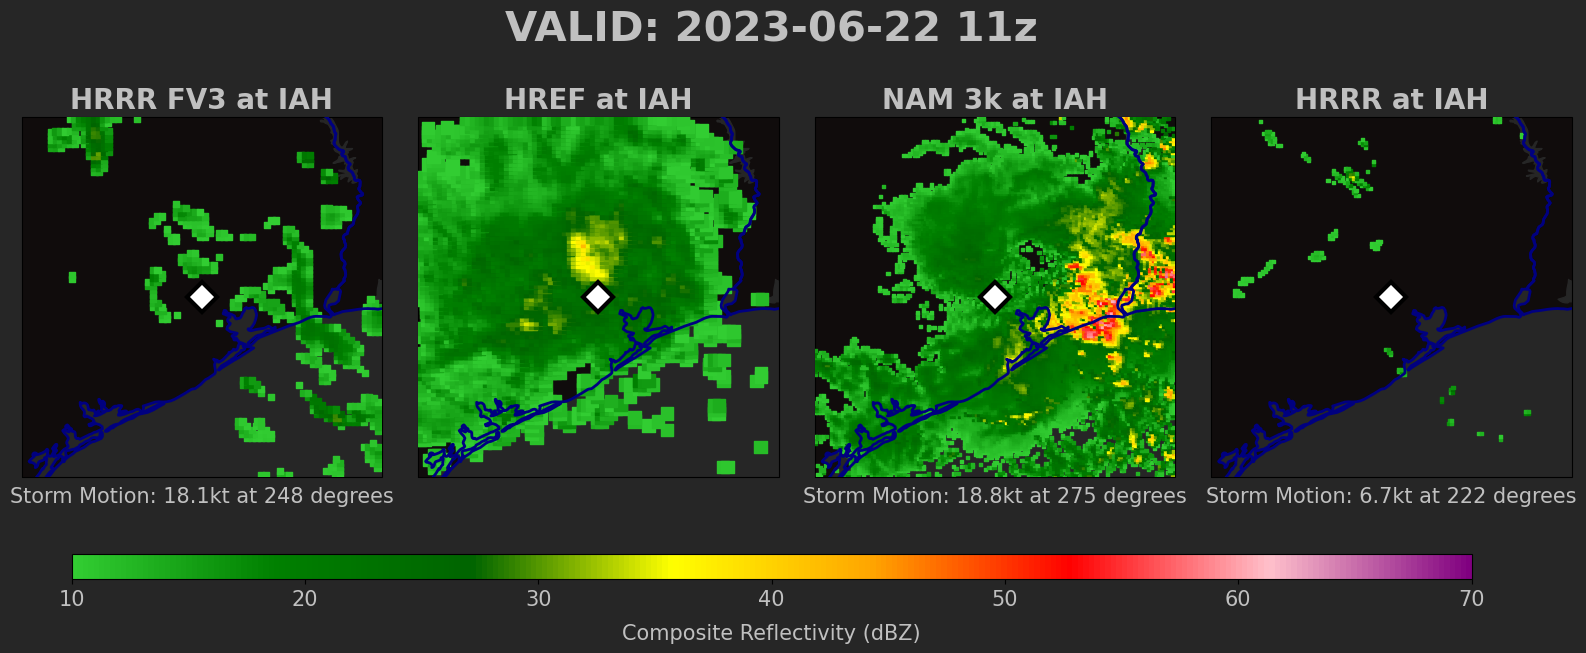 VALID: 2023-06-22 11z
HRRR FV3 at IAH
HREF at IAH
NAM 3k at IAH
HRRR at IAH
Storm Motion: 18.1kt at 248 degrees
Storm Motion: 18.8kt at 275 degrees
Storm Motion: 6.7kt at 222 degrees
10 20 30 40 50 60 70
Composite Reflectivity (dBZ)